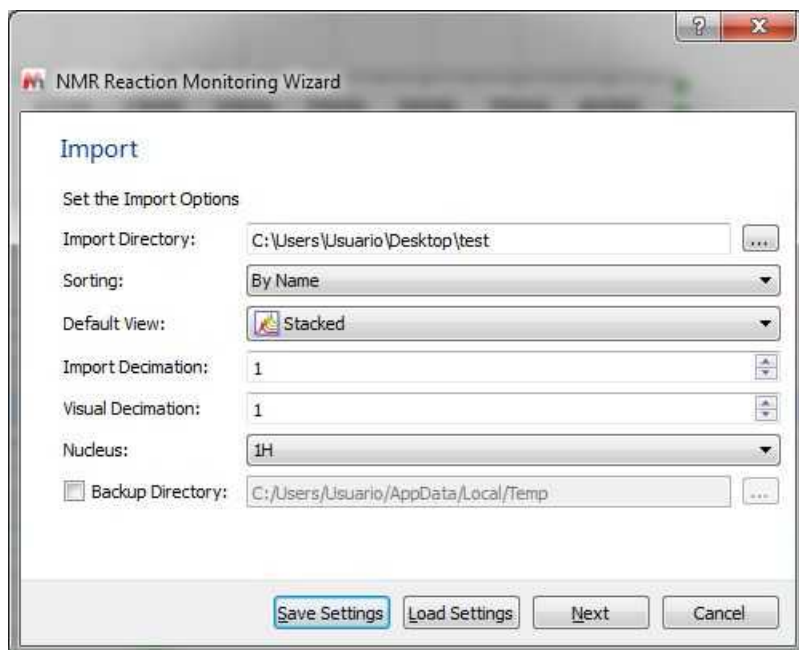 NMR Reaction Monitoring Wizard
Import
Set the Import Options
Import Directory: C:\Users\Usuario\Desktop\test ...
Sorting: By Name
Default View: Stacked
Import Decimation: 1
Visual Decimation: 1
Nucleus: 1H
Backup Directory: C:/Users/Usuario/AppData/Local/Temp ...
Save Settings Load Settings Next Cancel